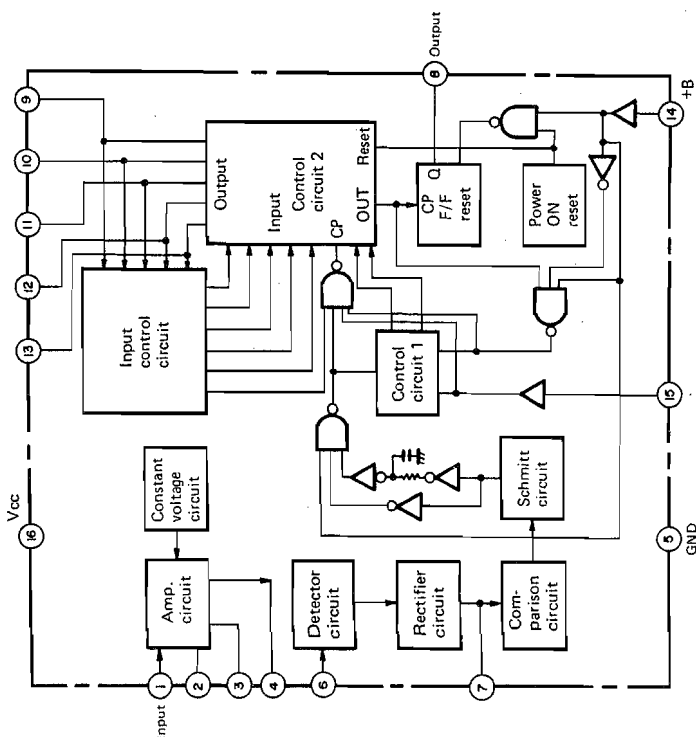 Input
1
2
3
4
6
7
Vcc
16
Amp.
circuit
Constant
voltage
circuit
Detector
circuit
Rectifier
circuit
Com-
parison
circuit
Schmitt
circuit
5
GND
13
12
11
10
9
Input
control
circuit
Control
circuit 1
15
Output
Input
Control
circuit 2
CP
OUT
Reset
CP Q
F/F
reset
Power
ON
reset
8
Output
14
+B